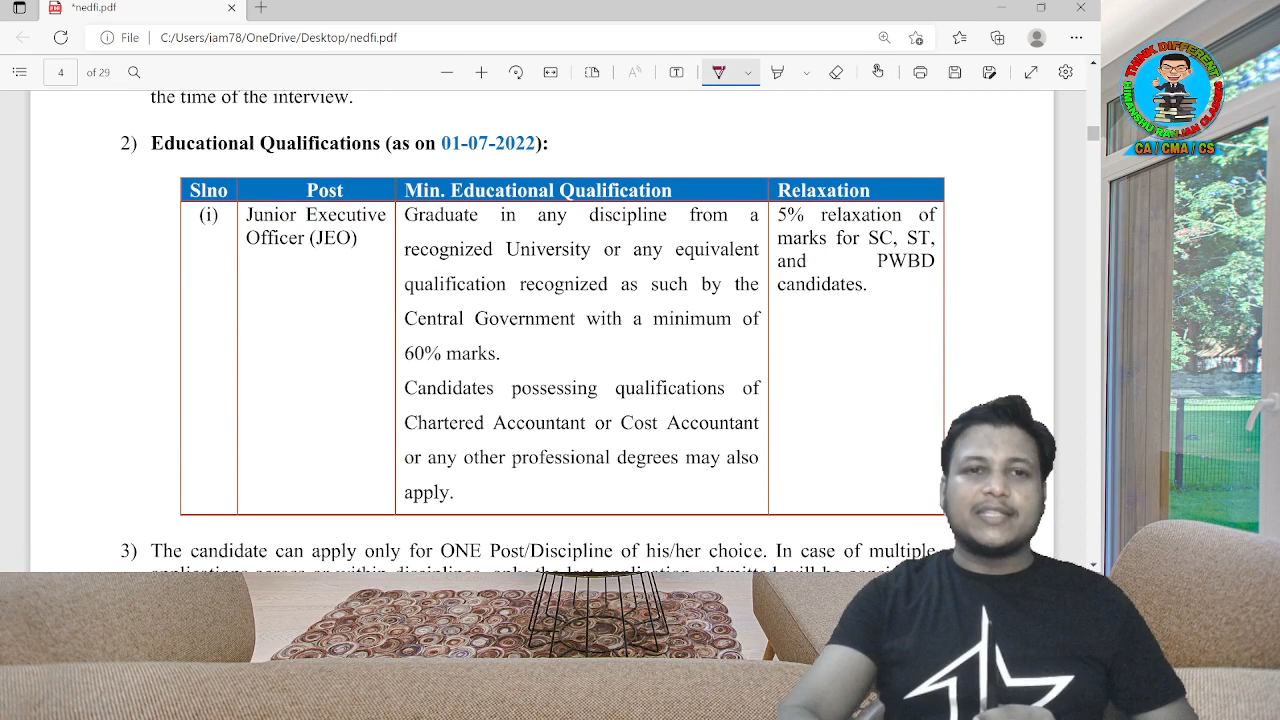 *nedfi.pdf
File | C:/Users/iam78/OneDrive/Desktop/nedfi.pdf
4 of 29
the time of the interview.
2) Educational Qualifications (as on 01-07-2022):
Slno Post Min. Educational Qualification Relaxation
(i) Junior Executive Officer (JEO)
Graduate in any discipline from a
recognized University or any equivalent
qualification recognized as such by the
Central Government with a minimum of
60% marks.
Candidates possessing qualifications of
Chartered Accountant or Cost Accountant
or any other professional degrees may also
apply.
5% relaxation of
marks for SC, ST,
and PWBD
candidates.
3) The candidate can apply only for ONE Post/Discipline of his/her choice. In case of multiple
THINK DIFFERENT
HIMANSHU RANJAN CLASSES
CA / CMA / CS